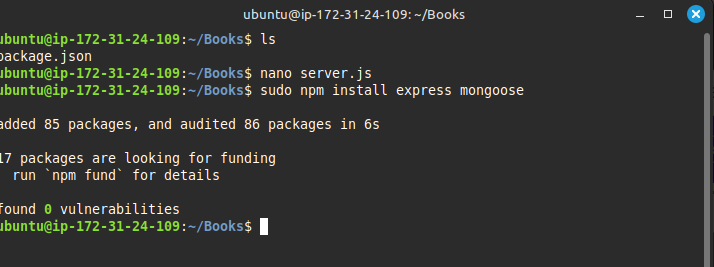 ubuntu@ip-172-31-24-109: ~/Books
ubuntu@ip-172-31-24-109:~/Books$ ls
package.json
ubuntu@ip-172-31-24-109:~/Books$ nano server.js
ubuntu@ip-172-31-24-109:~/Books$ sudo npm install express mongoose
added 85 packages, and audited 86 packages in 6s
17 packages are looking for funding
run `npm fund` for details
found 0 vulnerabilities
ubuntu@ip-172-31-24-109:~/Books$